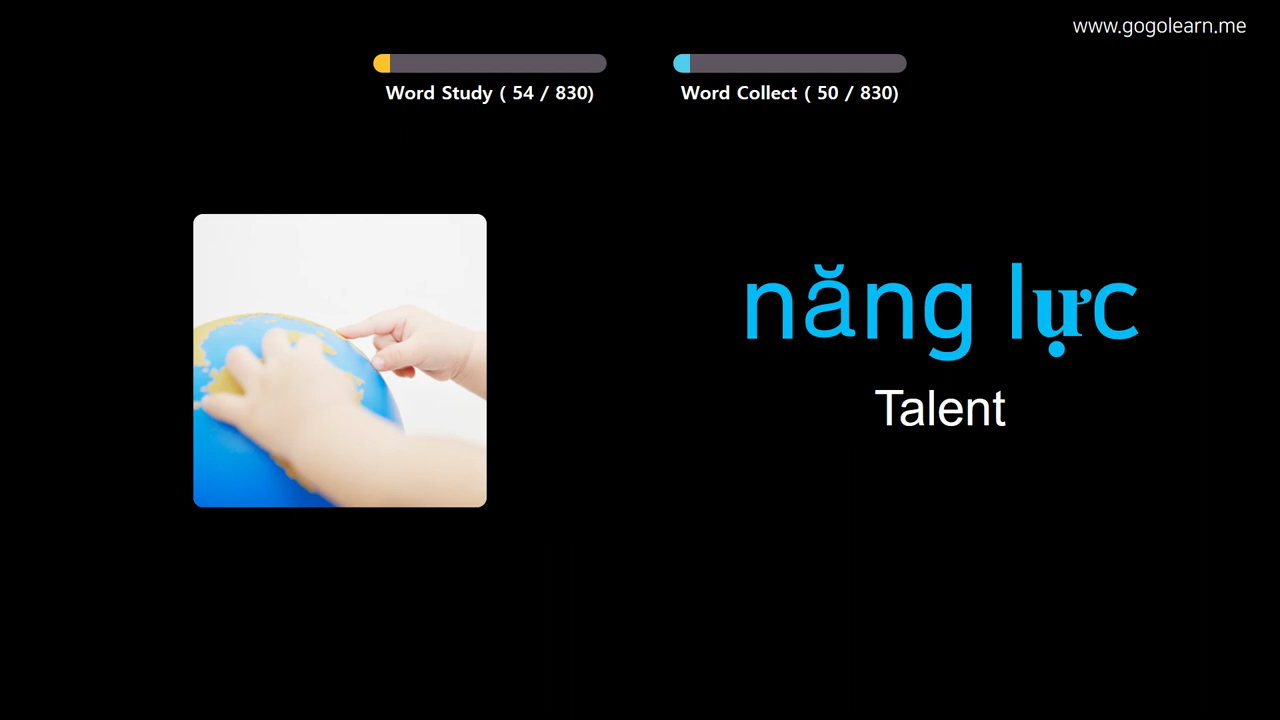 www.gogolearn.me
Word Study ( 54 / 830)
Word Collect ( 50 / 830)
năng lực
Talent